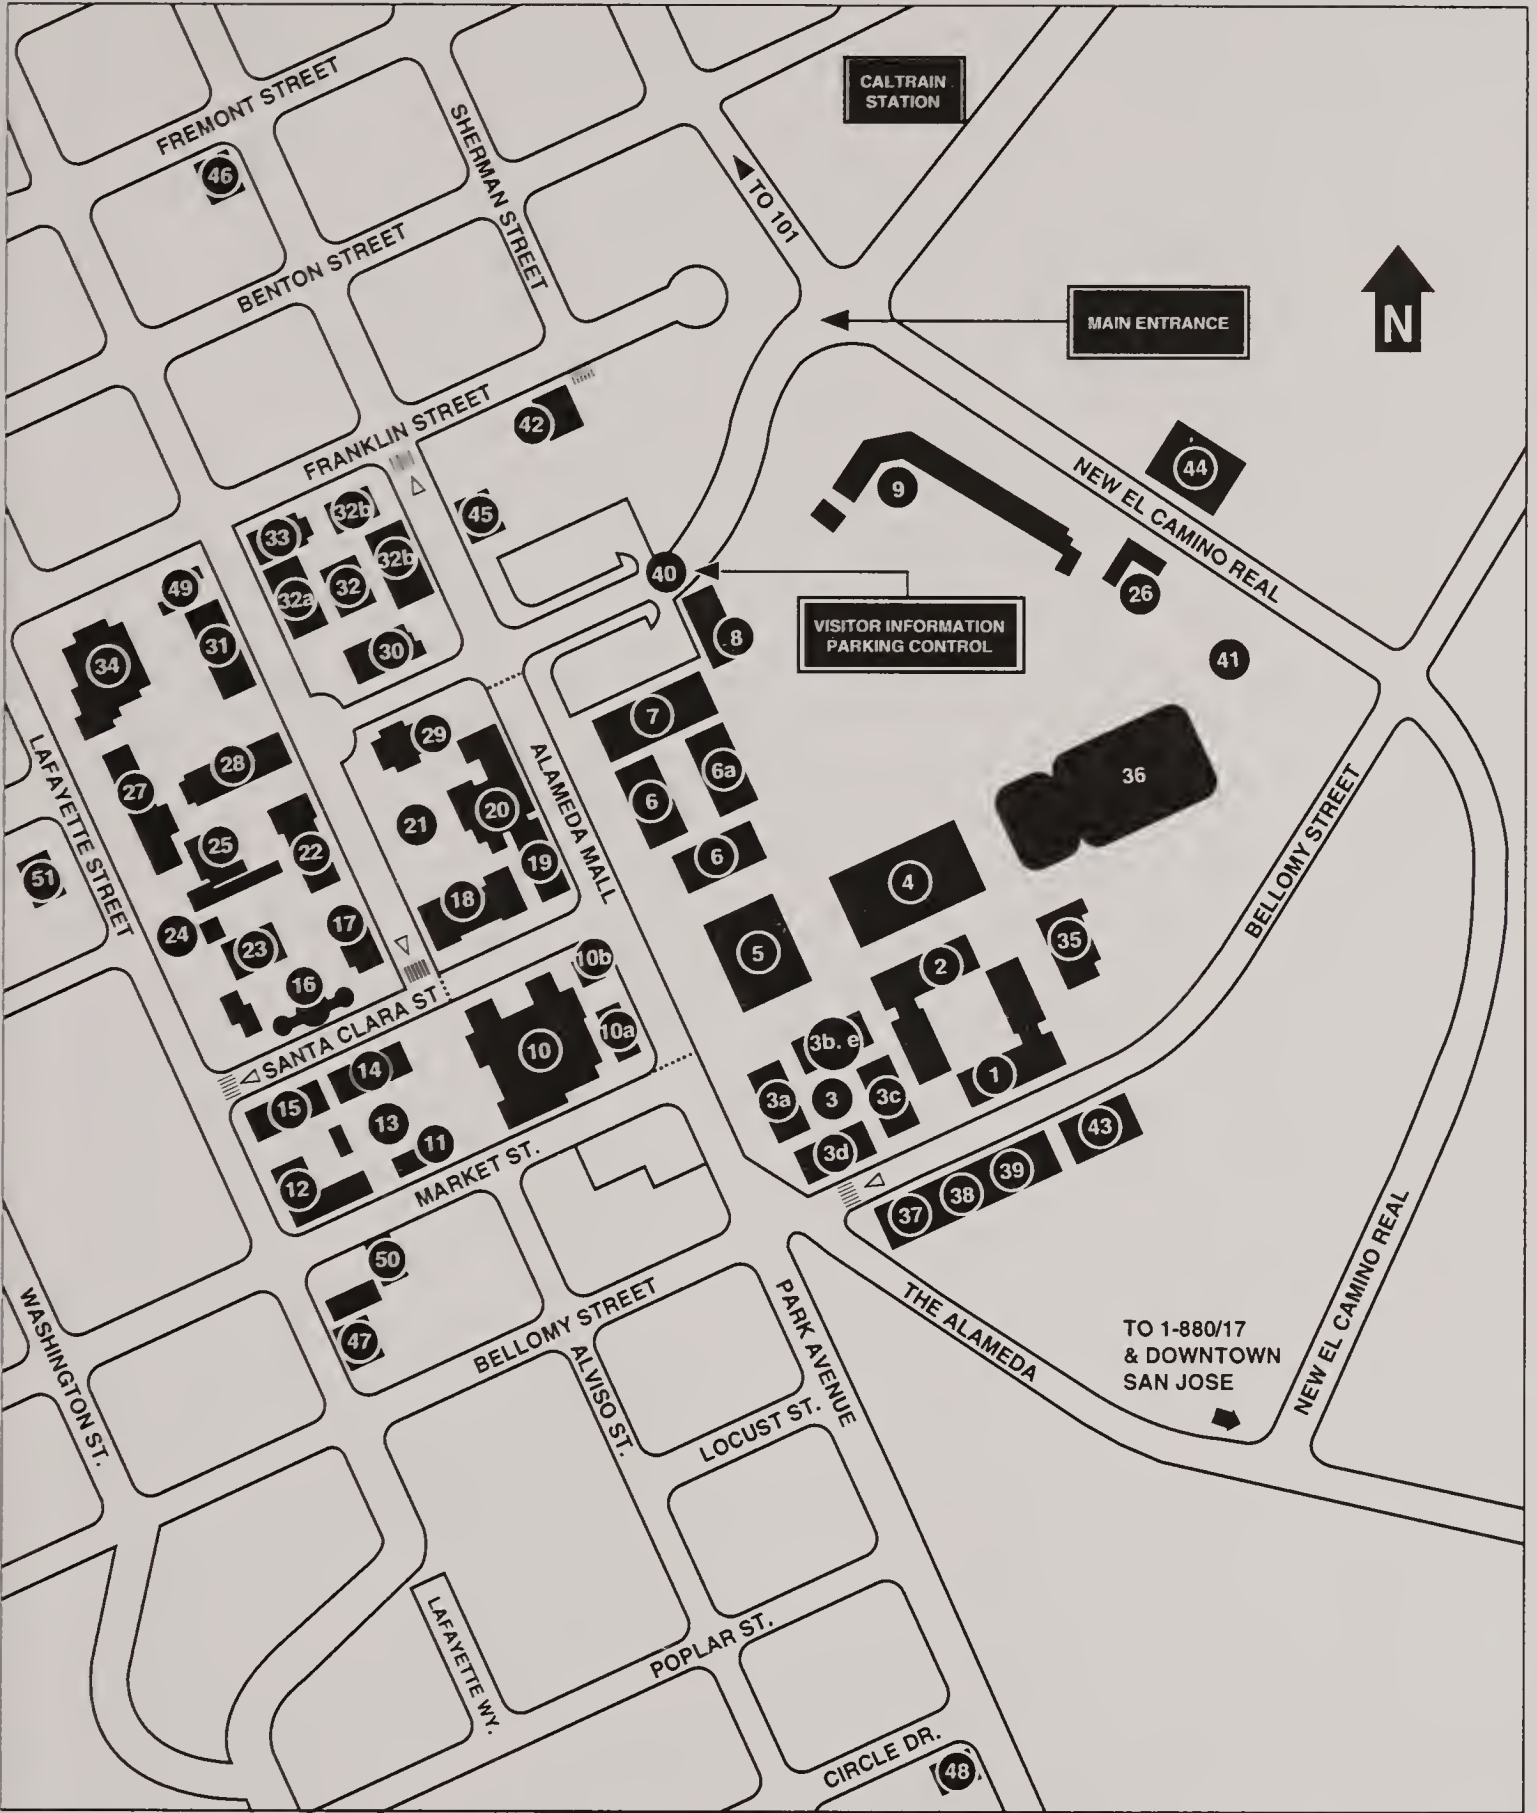 CALTRAIN
STATION
FREMONT STREET
SHERMAN STREET
46
TO 101
BENTON STREET
MAIN ENTRANCE
N
FRANKLIN STREET
42
44
NEW EL CAMINO REAL
9
32b
45
33
32b
49
32a
32
40
26
VISITOR INFORMATION
PARKING CONTROL
8
31
30
34
41
7
29
LAFAYETTE STREET
28
ALAMEDA MALL
6a
36
27
6
20
21
BELLOMY STREET
25
22
6
19
4
51
18
24
17
23
5
35
2
10b
16
SANTA CLARA ST
10a
3b. e
10
14
1
15
3a
3
3c
13
11
43
3d
MARKET ST.
12
39
38
37
50
NEW EL CAMINO REAL
WASHINGTON ST.
BELLOMY STREET
PARK AVENUE
THE ALAMEDA
47
ALVISO ST.
TO 1-880/17
& DOWNTOWN
SAN JOSE
LOCUST ST.
LAFAYETTE WY.
POPLAR ST.
CIRCLE DR.
48